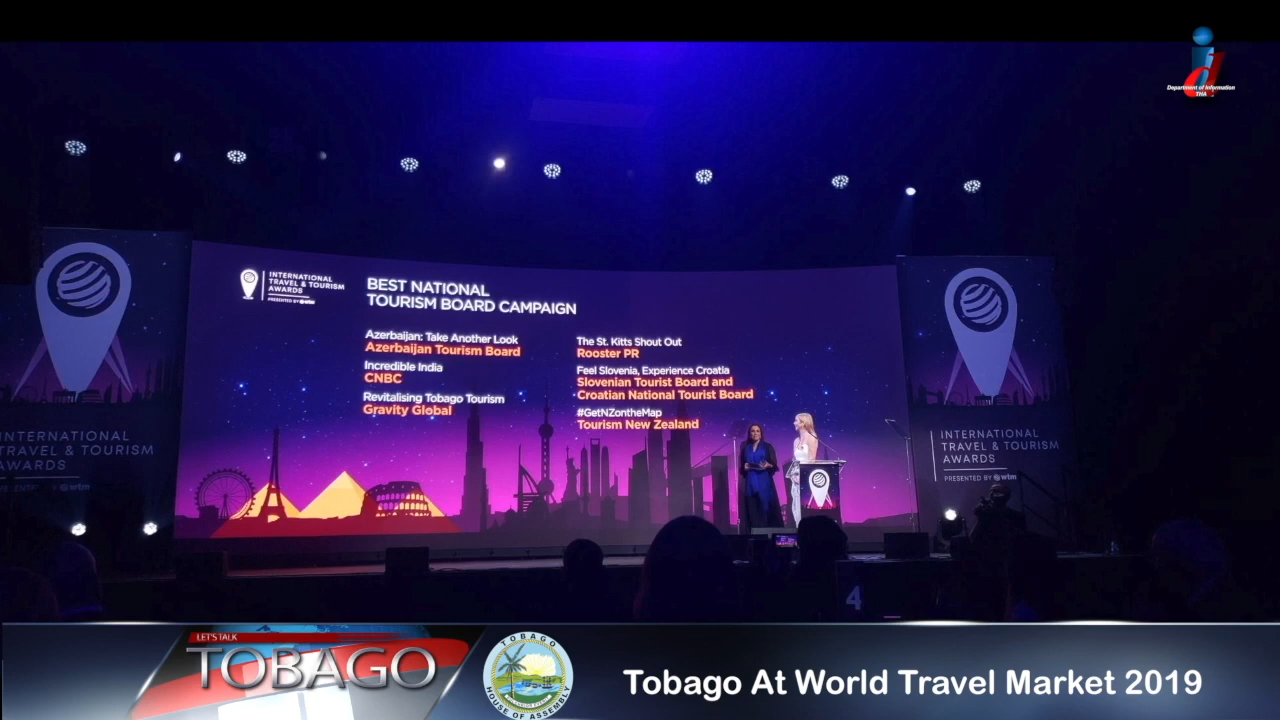 Department of Information
THA
INTERNATIONAL
TRAVEL & TOURISM
AWARDS
PRESENTED BY wtm
BEST NATIONAL
TOURISM BOARD CAMPAIGN
Azerbaijan: Take Another Look
Azerbaijan Tourism Board
Incredible India
CNBC
Revitalising Tobago Tourism
Gravity Global
The St. Kitts Shout Out
Rooster PR
Feel Slovenia, Experience Croatia
Slovenian Tourist Board and
Croatian National Tourist Board
#GetNZontheMap
Tourism New Zealand
INTERNATIONAL
TRAVEL & TOURISM
AWARDS
INTERNATIONAL
TRAVEL & TOURISM
AWARDS
PRESENTED BY wtm
4
LET'S TALK
TOBAGO
TOBAGO
HOUSE OF ASSEMBLY
Tobago At World Travel Market 2019